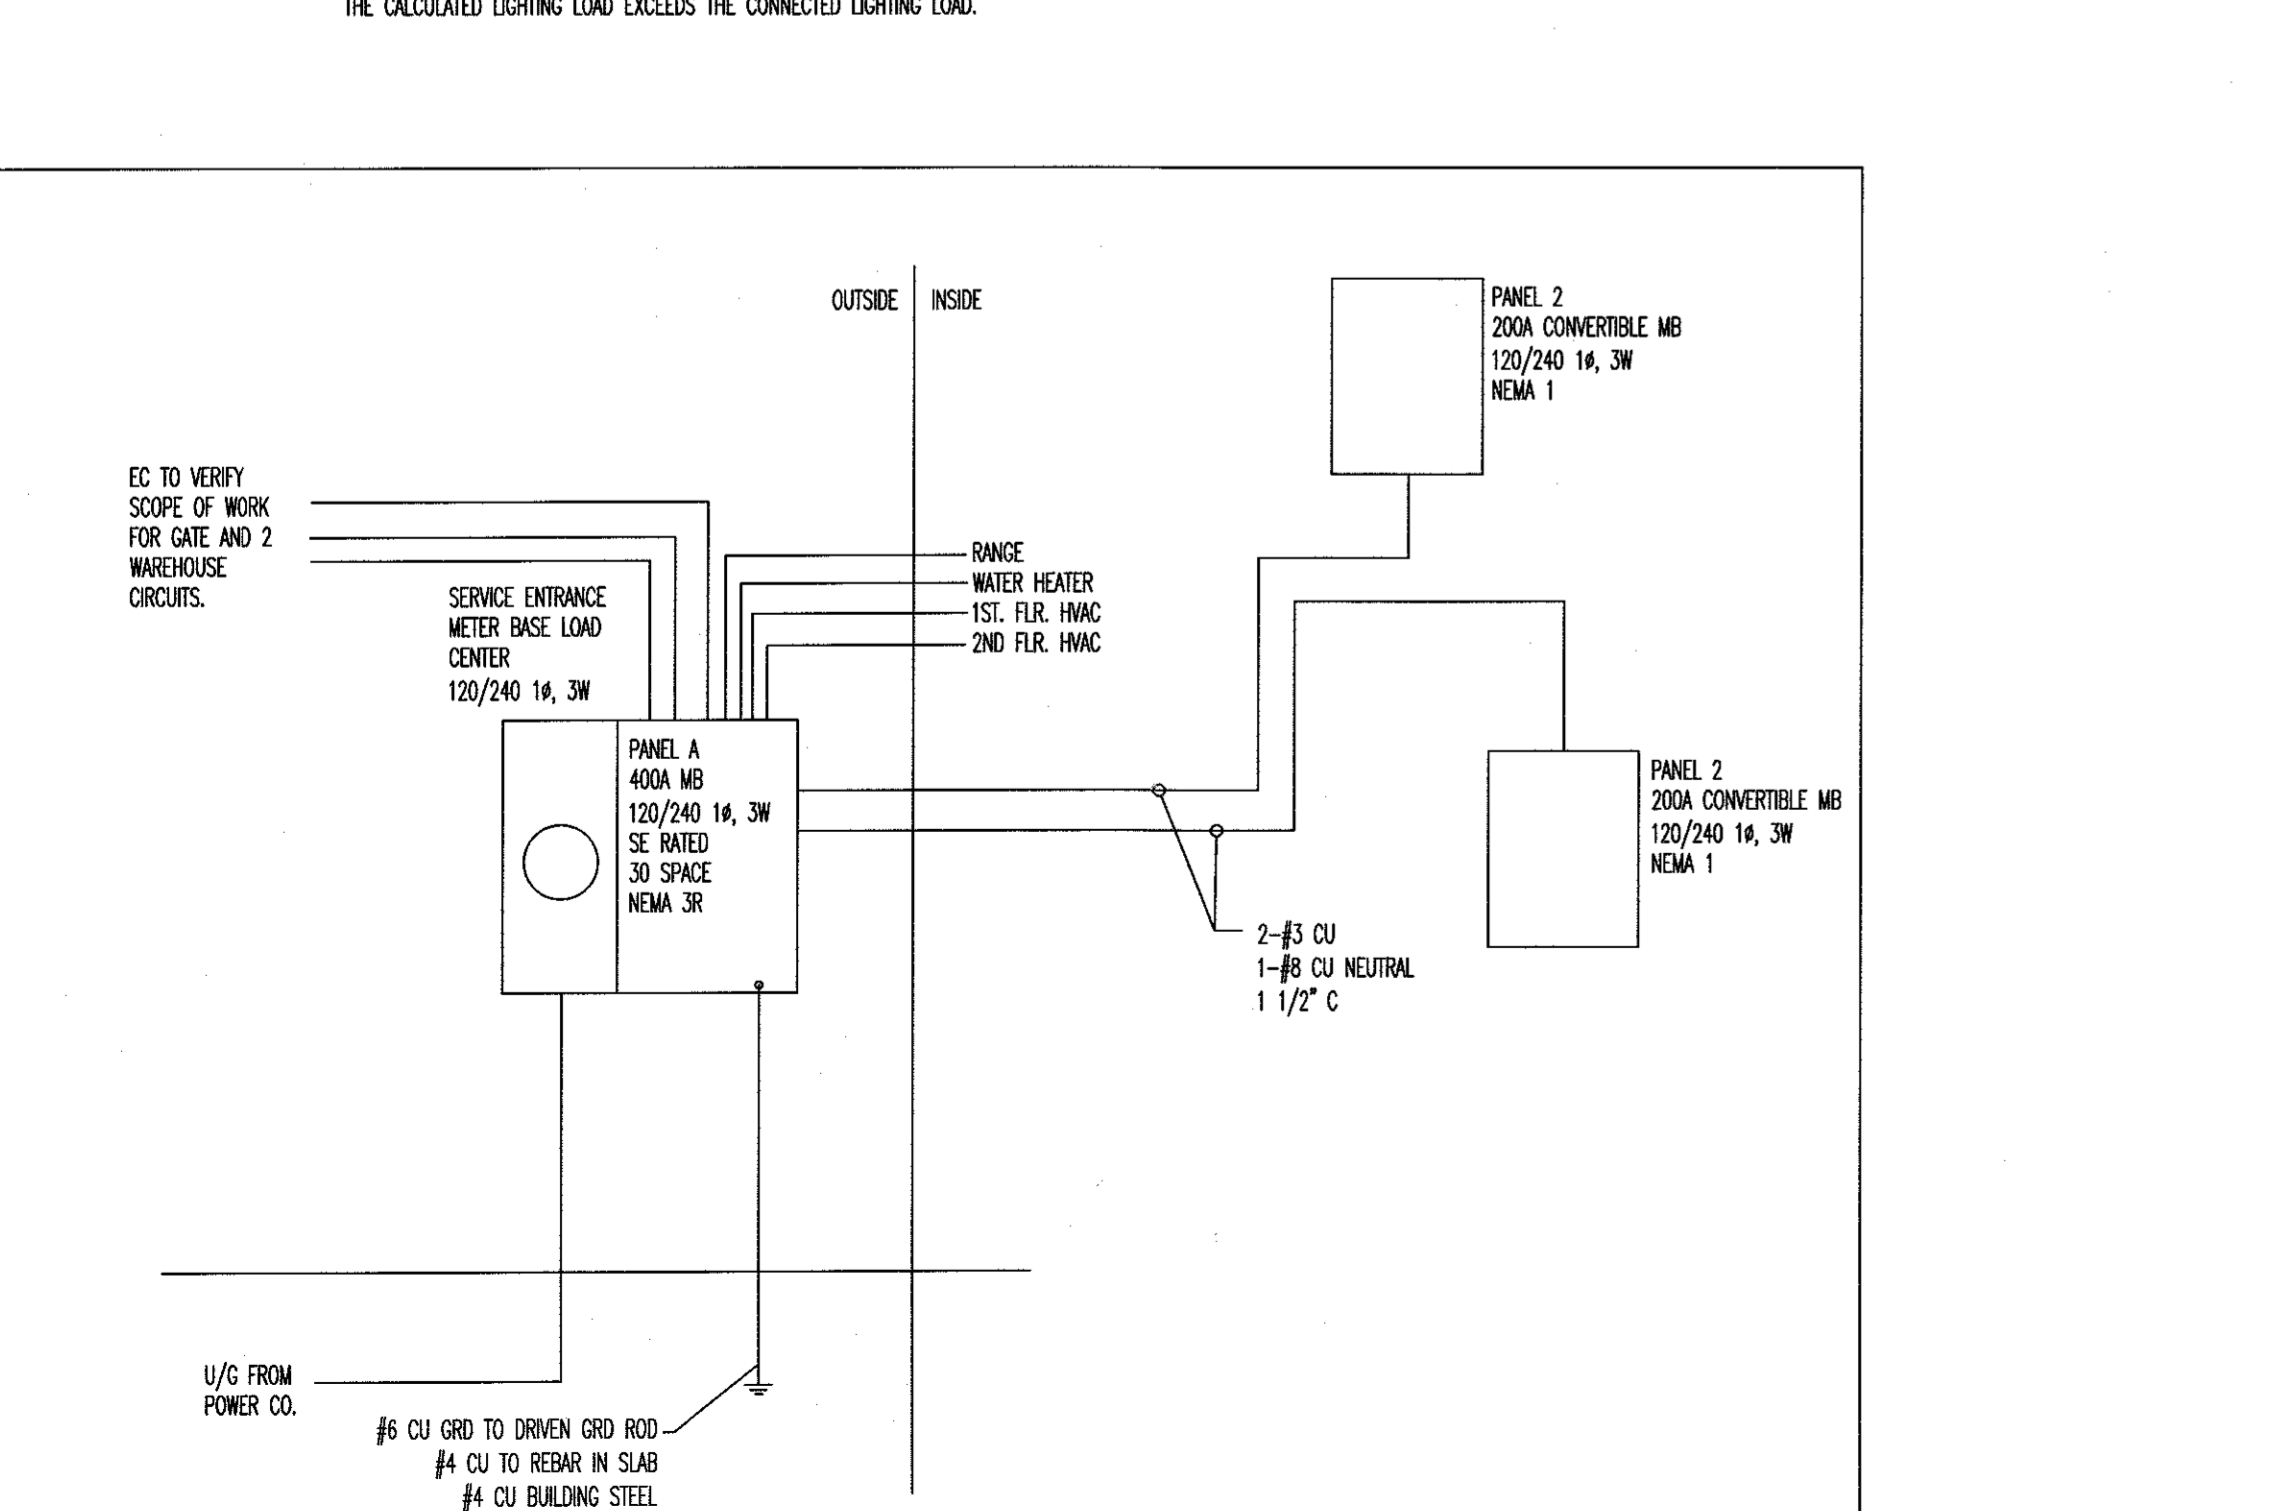 THE CALCULATED LIGHTING LOAD EXCEEDS THE CONNECTED LIGHTING LOAD.
OUTSIDE
INSIDE
PANEL 2
200A CONVERTIBLE MB
120/240 1ø, 3W
NEMA 1
EC TO VERIFY
SCOPE OF WORK
FOR GATE AND 2
WAREHOUSE
CIRCUITS.
SERVICE ENTRANCE
METER BASE LOAD
CENTER
120/240 1ø, 3W
RANGE
WATER HEATER
1ST. FLR. HVAC
2ND FLR. HVAC
PANEL A
400A MB
120/240 1ø, 3W
SE RATED
30 SPACE
NEMA 3R
PANEL 2
200A CONVERTIBLE MB
120/240 1ø, 3W
NEMA 1
2-#3 CU
1-#8 CU NEUTRAL
1 1/2" C
U/G FROM
POWER CO.
#6 CU GRD TO DRIVEN GRD ROD
#4 CU TO REBAR IN SLAB
#4 CU BUILDING STEEL